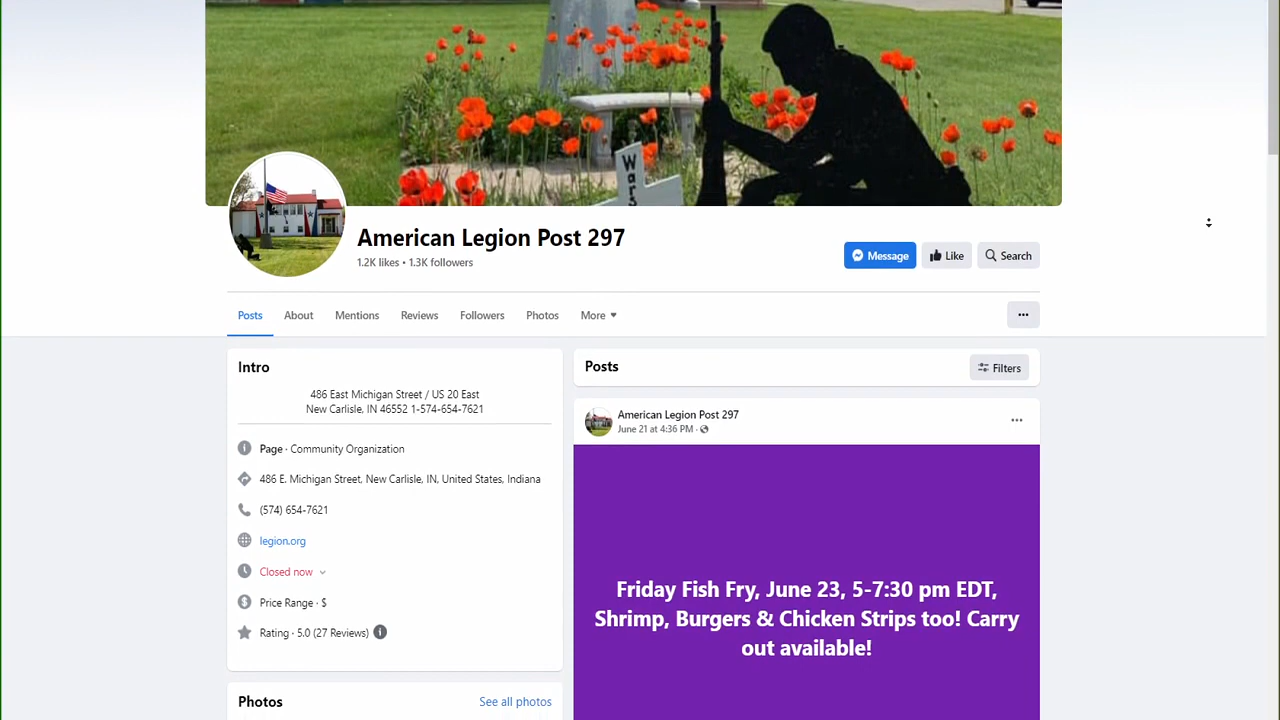 War
American Legion Post 297
1.2K likes • 1.3K followers
Message
Like
Search
Posts
About
Mentions
Reviews
Followers
Photos
More
Intro
486 East Michigan Street / US 20 East
New Carlisle, IN 46552 1-574-654-7621
Page · Community Organization
486 E. Michigan Street, New Carlisle, IN, United States, Indiana
(574) 654-7621
legion.org
Closed now
Price Range · $
Rating · 5.0 (27 Reviews)
Photos
See all photos
Posts
Filters
American Legion Post 297
June 21 at 4:36 PM ·
Friday Fish Fry, June 23, 5-7:30 pm EDT,
Shrimp, Burgers & Chicken Strips too! Carry
out available!